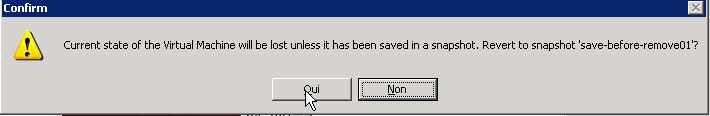 Confirm
Current state of the Virtual Machine will be lost unless it has been saved in a snapshot. Revert to snapshot 'save-before-remove01'?
Oui
Non